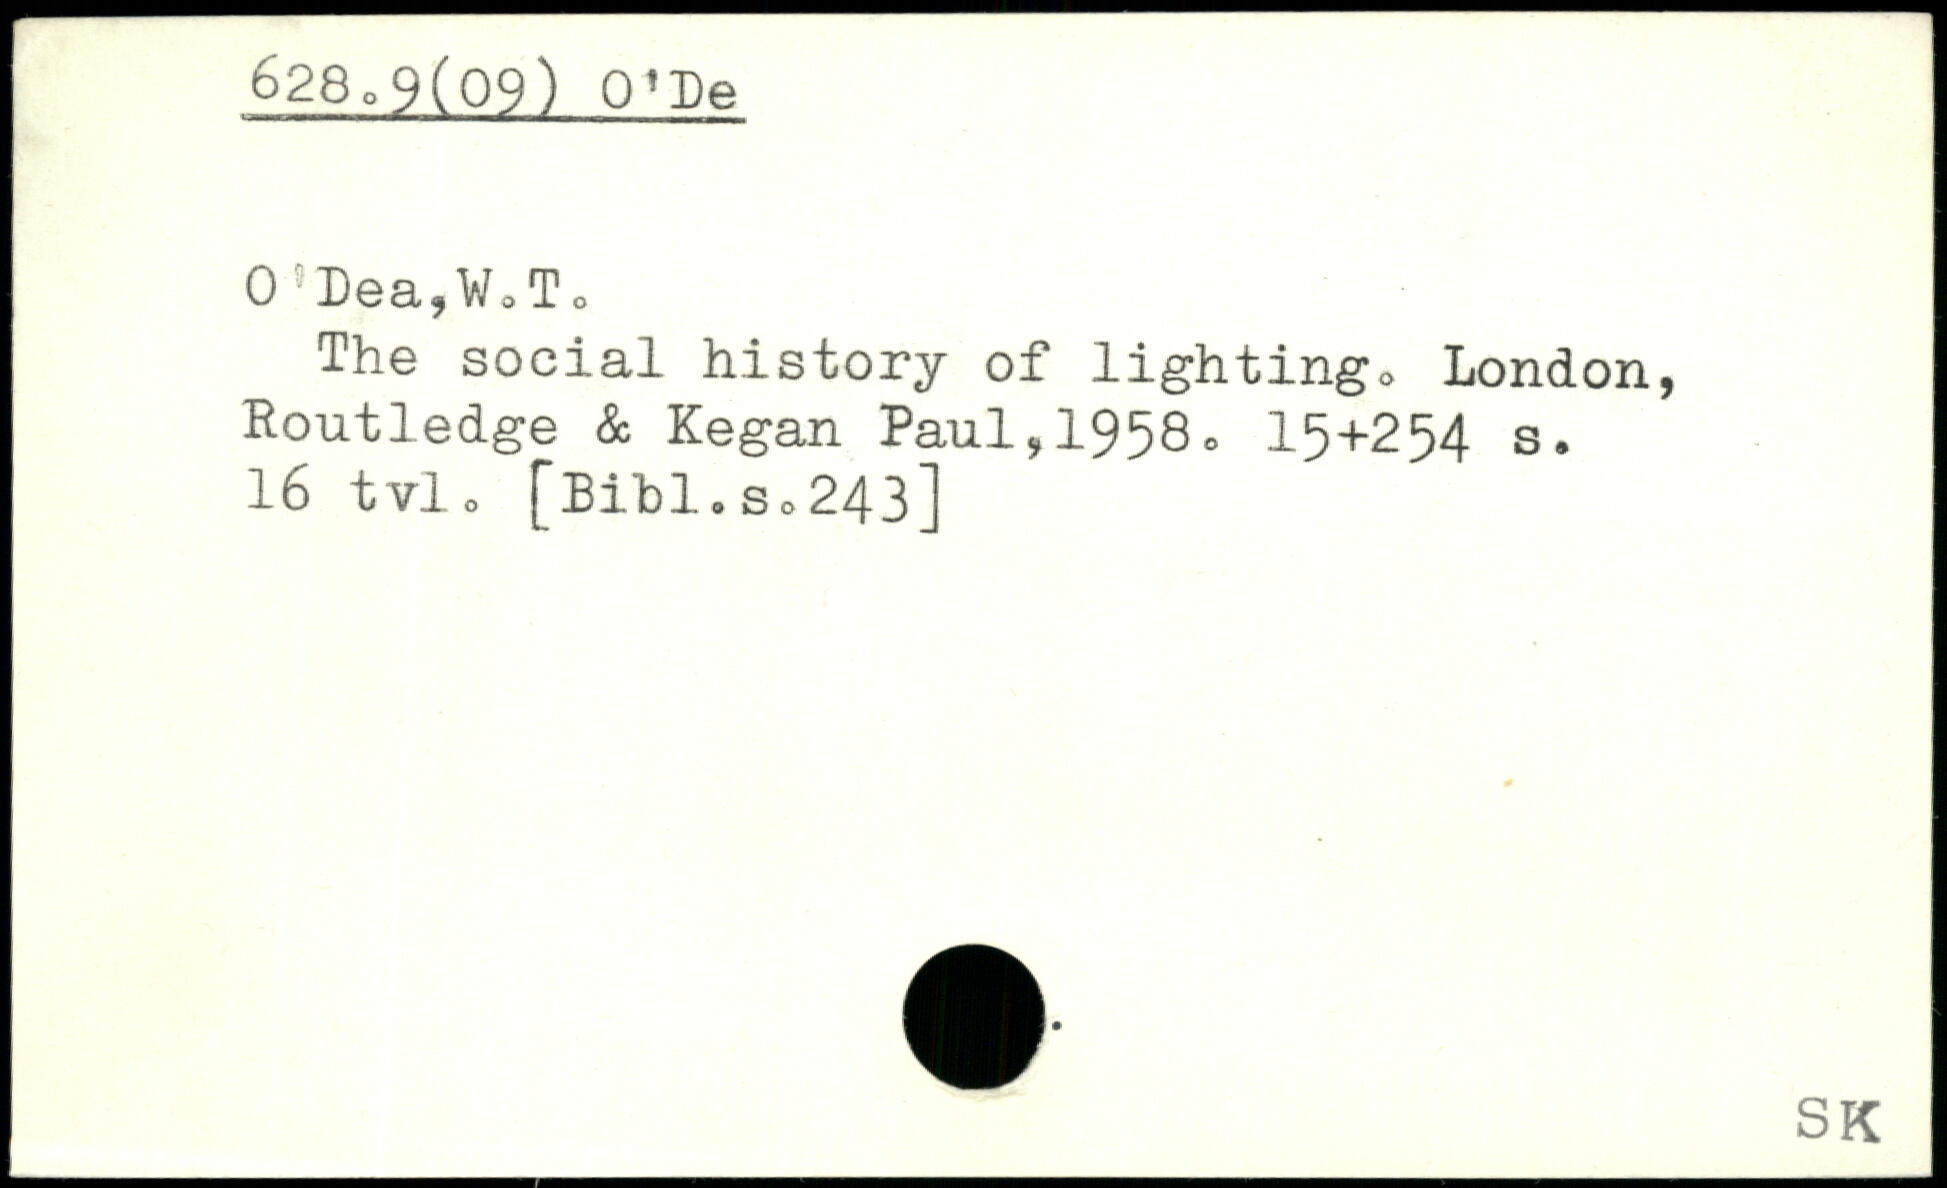 628.9(09) O'De
O'Dea,W.T.
The social history of lighting. London,
Routledge & Kegan Paul,1958. 15+254 s.
16 tvl. [Bibl.s.243]
SK